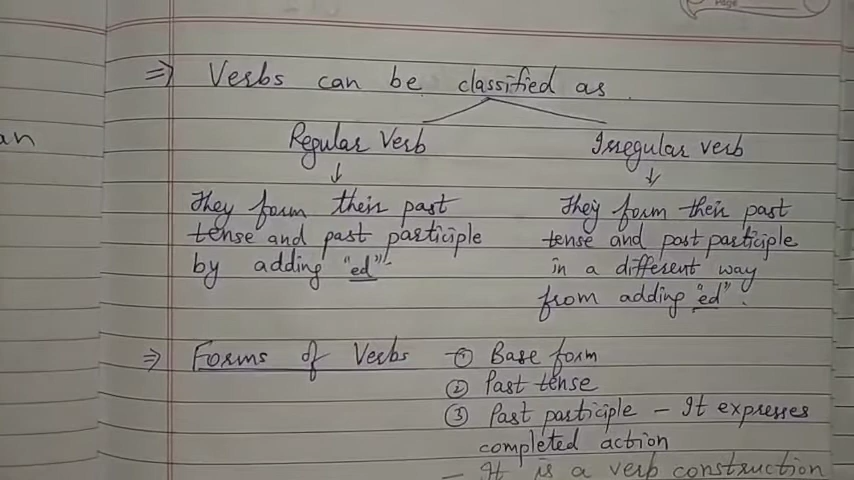 Page
⇒ Verbs can be classified as
an
Regular Verb
Irregular verb
↓
↓
They form their past
tense and past participle
by adding "ed".
They form their past
tense and past participle
in a different way
from adding "ed".
⇒ Forms of Verbs - ① Base form
② Past tense
③ Past participle - It expresses
completed action
- It is a verb construction